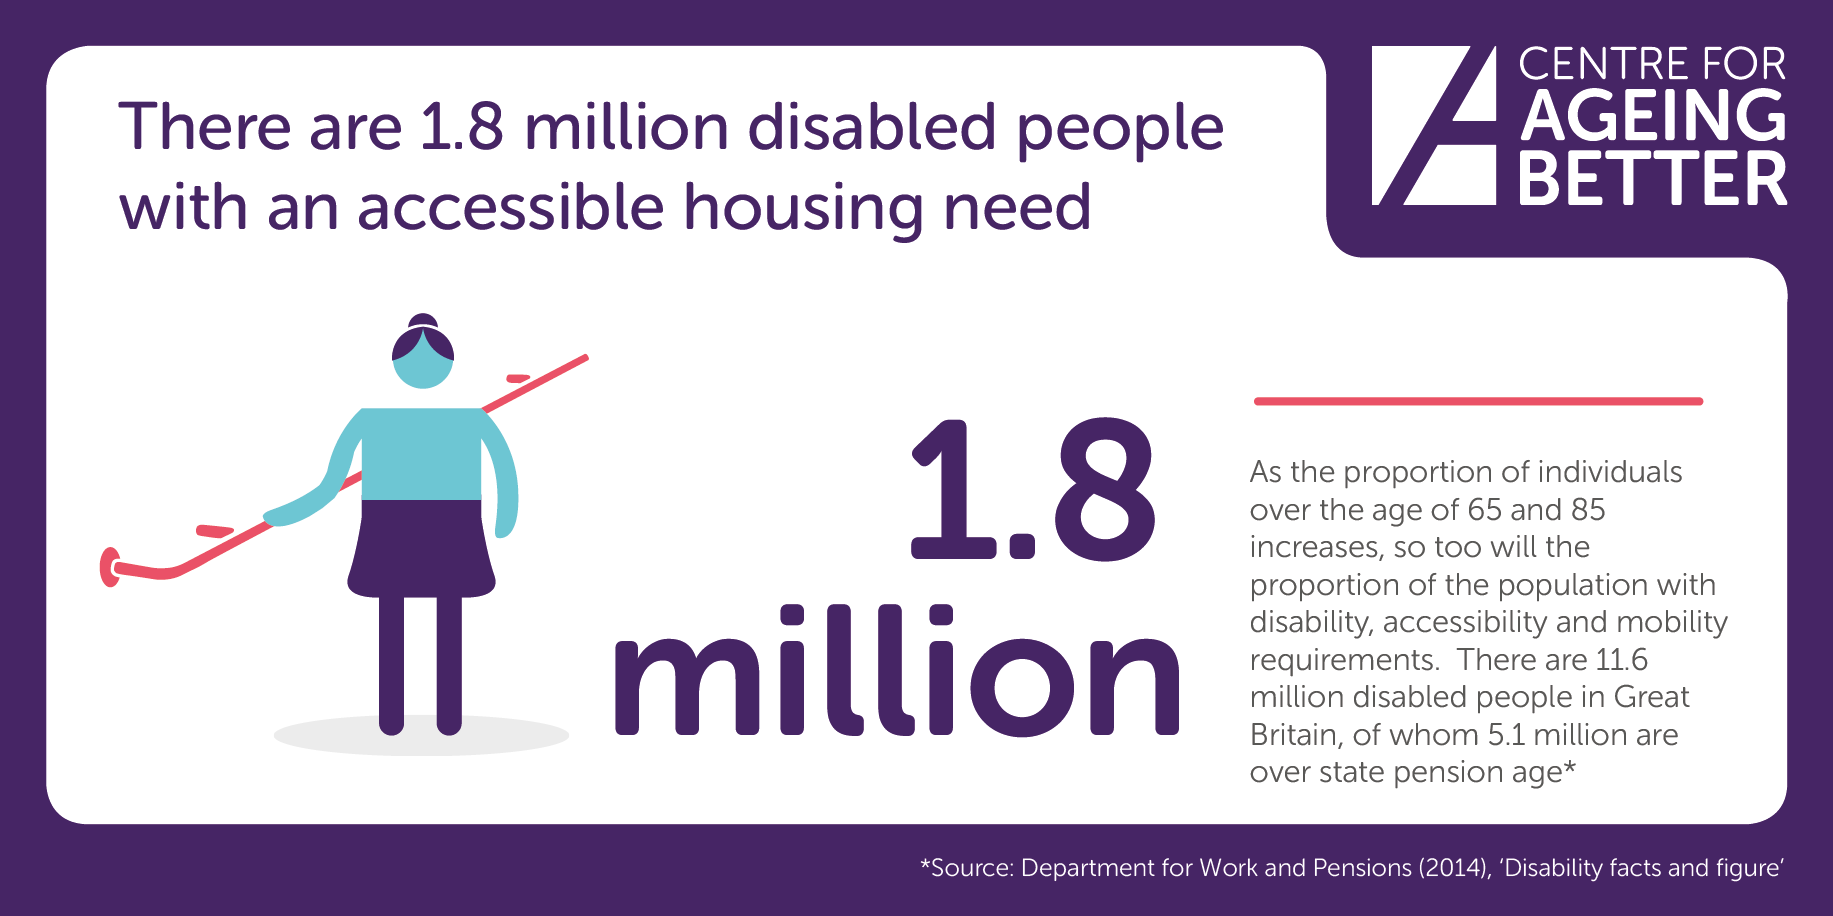 There are 1.8 million disabled people
with an accessible housing need
CENTRE FOR
AGEING
BETTER
1.8
million
As the proportion of individuals
over the age of 65 and 85
increases, so too will the
proportion of the population with
disability, accessibility and mobility
requirements.  There are 11.6
million disabled people in Great
Britain, of whom 5.1 million are
over state pension age*
*Source: Department for Work and Pensions (2014), ‘Disability facts and figure’